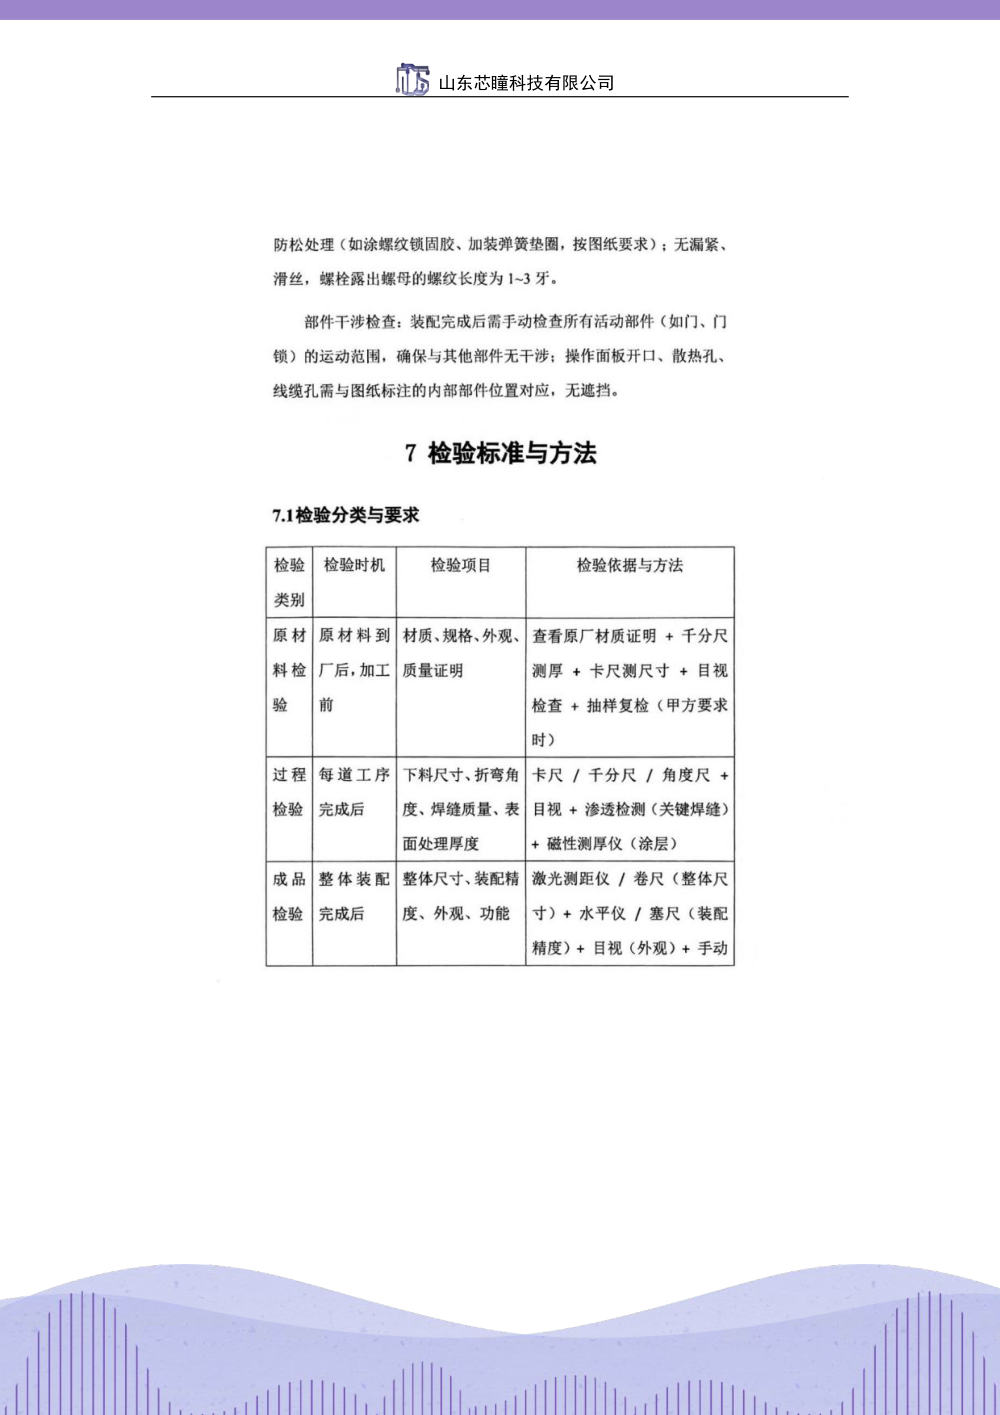 山东芯瞳科技有限公司
防松处理（如涂螺纹锁固胶、加装弹簧垫圈，按图纸要求）；无漏紧、
滑丝，螺栓露出螺母的螺纹长度为 1~3 牙。
部件干涉检查：装配完成后需手动检查所有活动部件（如门、门
锁）的运动范围，确保与其他部件无干涉；操作面板开口、散热孔、
线缆孔需与图纸标注的内部部件位置对应，无遮挡。
7 检验标准与方法
7.1检验分类与要求
检验
类别
检验时机
检验项目
检验依据与方法
原材
料检
验
原材料到
厂后，加工
前
材质、规格、外观、
质量证明
查看原厂材质证明 + 千分尺
测厚 + 卡尺测尺寸 + 目视
检查 + 抽样复检（甲方要求
时）
过程
检验
每道工序
完成后
下料尺寸、折弯角
度、焊缝质量、表
面处理厚度
卡尺 / 千分尺 / 角度尺 +
目视 + 渗透检测（关键焊缝）
+ 磁性测厚仪（涂层）
成品
检验
整体装配
完成后
整体尺寸、装配精
度、外观、功能
激光测距仪 / 卷尺（整体尺
寸）+ 水平仪 / 塞尺（装配
精度）+ 目视（外观）+ 手动